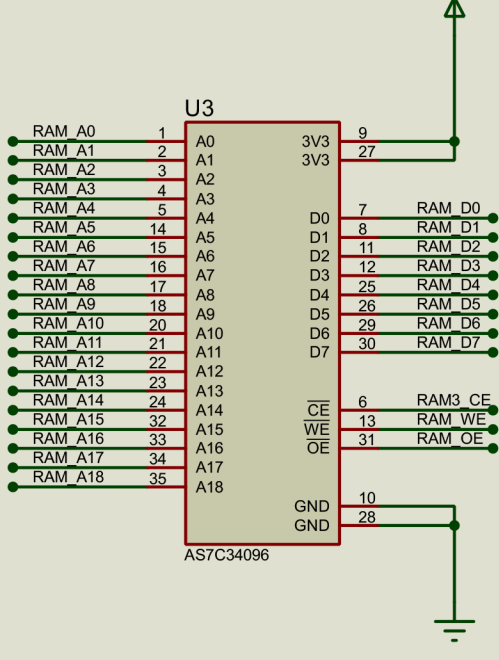 U3
RAM_A0 1 A0 3V3 9
RAM_A1 2 A1 3V3 27
RAM_A2 3 A2
RAM_A3 4 A3
RAM_A4 5 A4 D0 7 RAM_D0
RAM_A5 14 A5 D1 8 RAM_D1
RAM_A6 15 A6 D2 11 RAM_D2
RAM_A7 16 A7 D3 12 RAM_D3
RAM_A8 17 A8 D4 25 RAM_D4
RAM_A9 18 A9 D5 26 RAM_D5
RAM_A10 20 A10 D6 29 RAM_D6
RAM_A11 21 A11 D7 30 RAM_D7
RAM_A12 22 A12
RAM_A13 23 A13
RAM_A14 24 A14 CE 6 RAM3_CE
RAM_A15 32 A15 WE 13 RAM_WE
RAM_A16 33 A16 OE 31 RAM_OE
RAM_A17 34 A17
RAM_A18 35 A18
GND 10
GND 28
AS7C34096